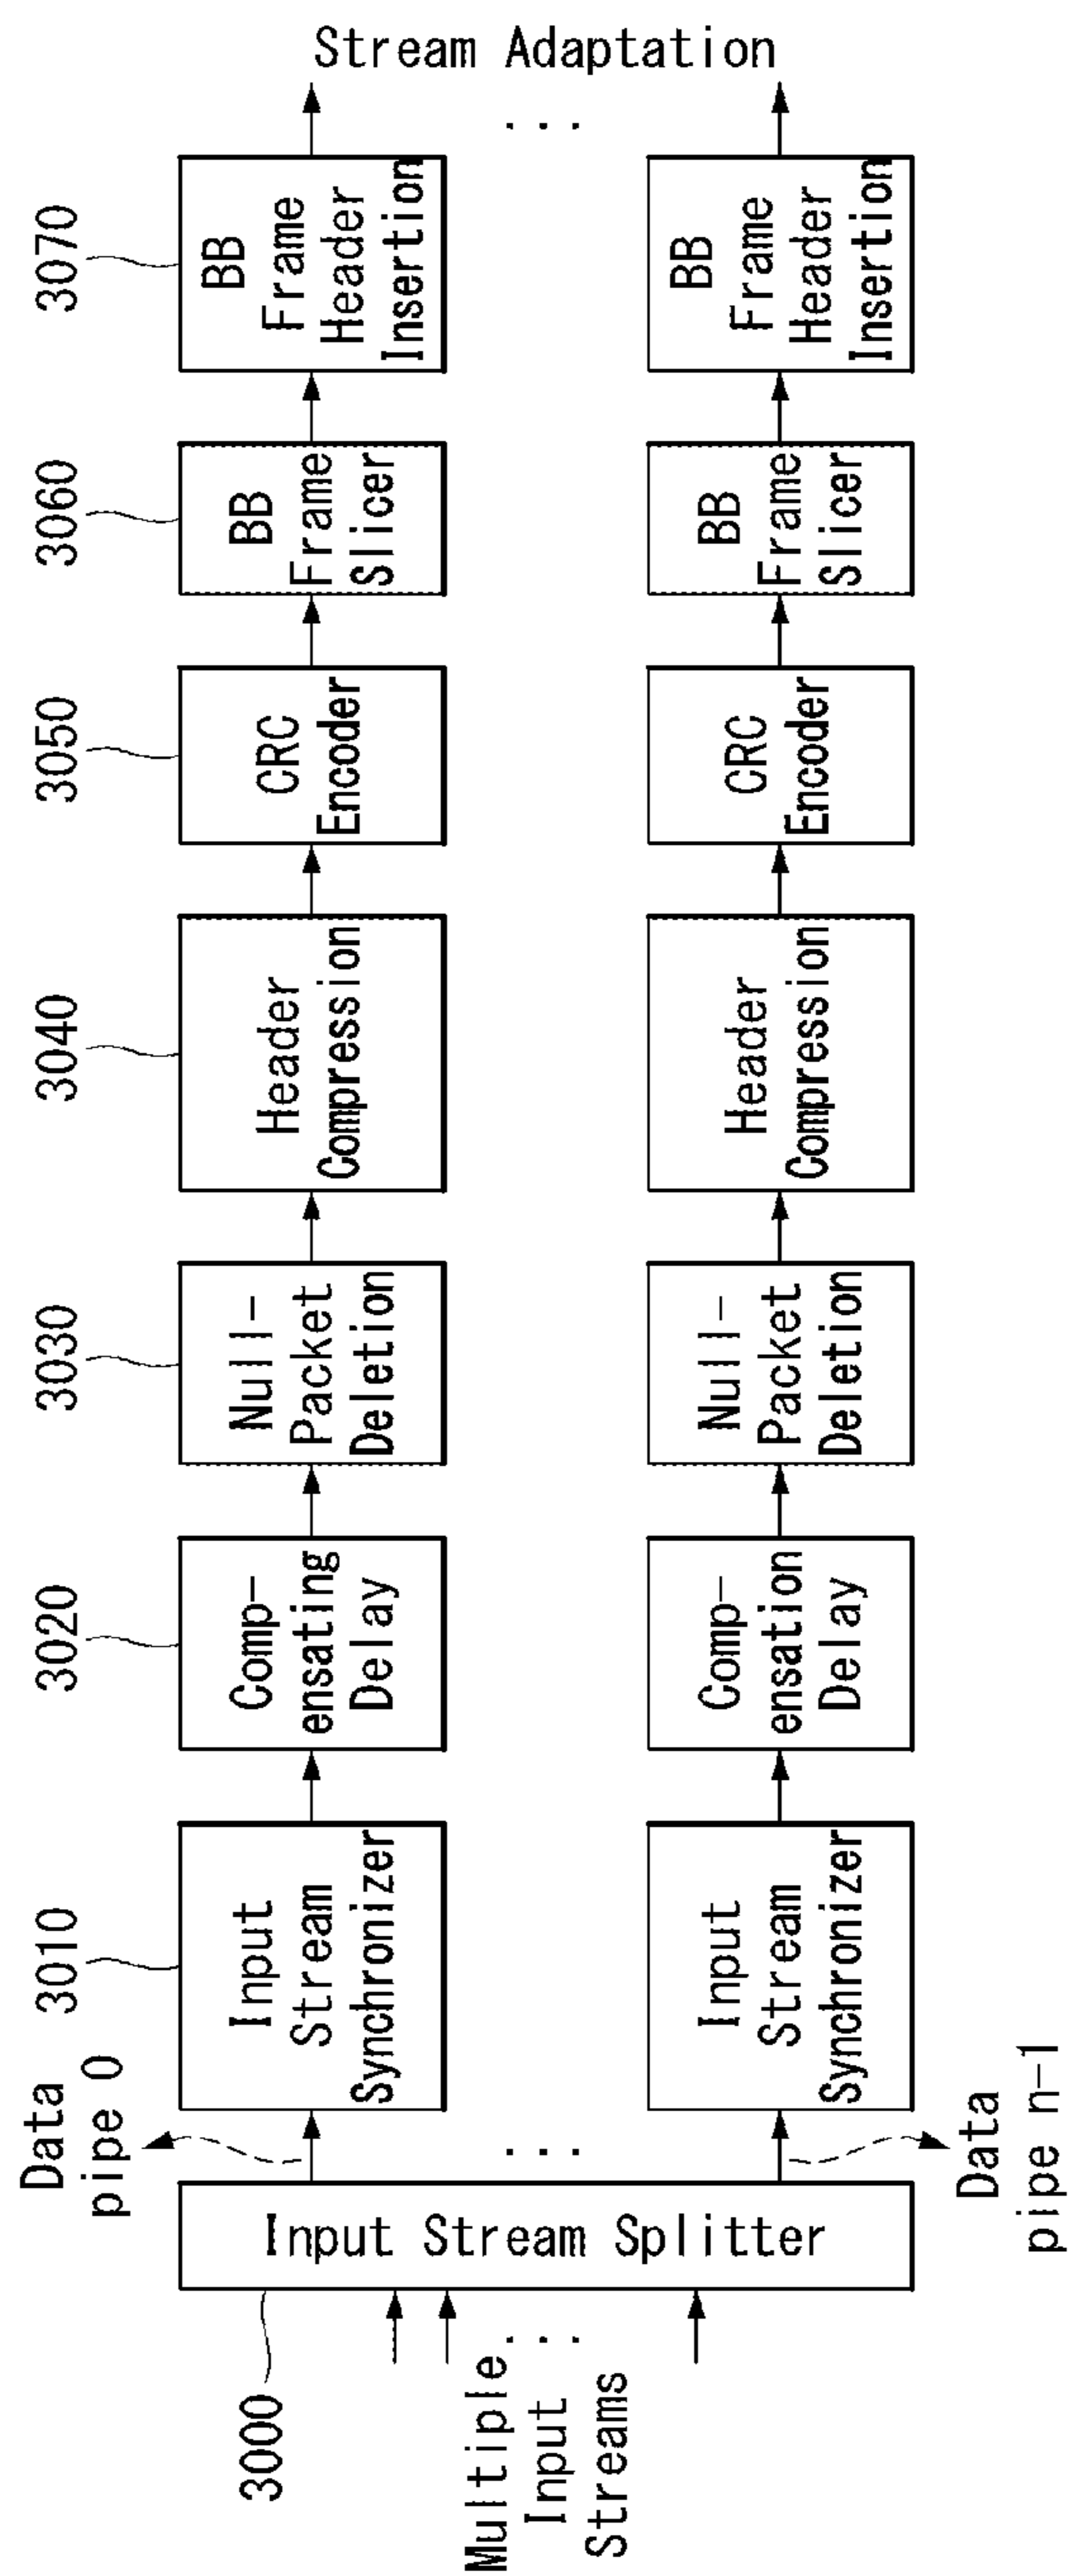 Stream Adaptation
...
3070
BB
Frame
Header
Insertion
BB
Frame
Header
Insertion
3060
BB
Frame
Slicer
BB
Frame
Slicer
3050
CRC
Encoder
CRC
Encoder
3040
Header
Compression
Header
Compression
3030
Null-
Packet
Deletion
Null-
Packet
Deletion
3020
Comp-
ensating
Delay
Comp-
ensation
Delay
3010
Input
Stream
Synchronizer
Input
Stream
Synchronizer
Data
pipe 0
...
Data
pipe n-1
Input Stream Splitter
3000
...
Multiple
Input
Streams